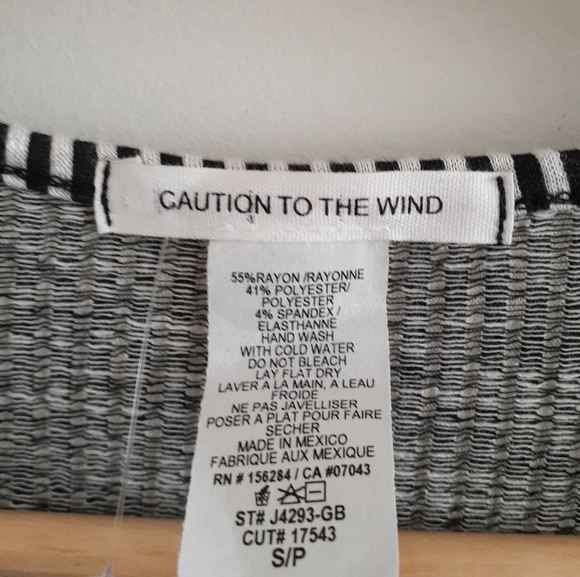 CAUTION TO THE WIND
55%RAYON /RAYONNE
41% POLYESTER/
POLYESTER
4% SPANDEX /
ELASTHANNE
HAND WASH
WITH COLD WATER
DO NOT BLEACH
LAY FLAT DRY
LAVER A LA MAIN, A LEAU
FROIDE
NE PAS JAVELLISER
POSER A PLAT POUR FAIRE
SECHER
MADE IN MEXICO
FABRIQUE AUX MEXIQUE
RN # 156284 / CA #07043
ST# J4293-GB
CUT# 17543
S/P